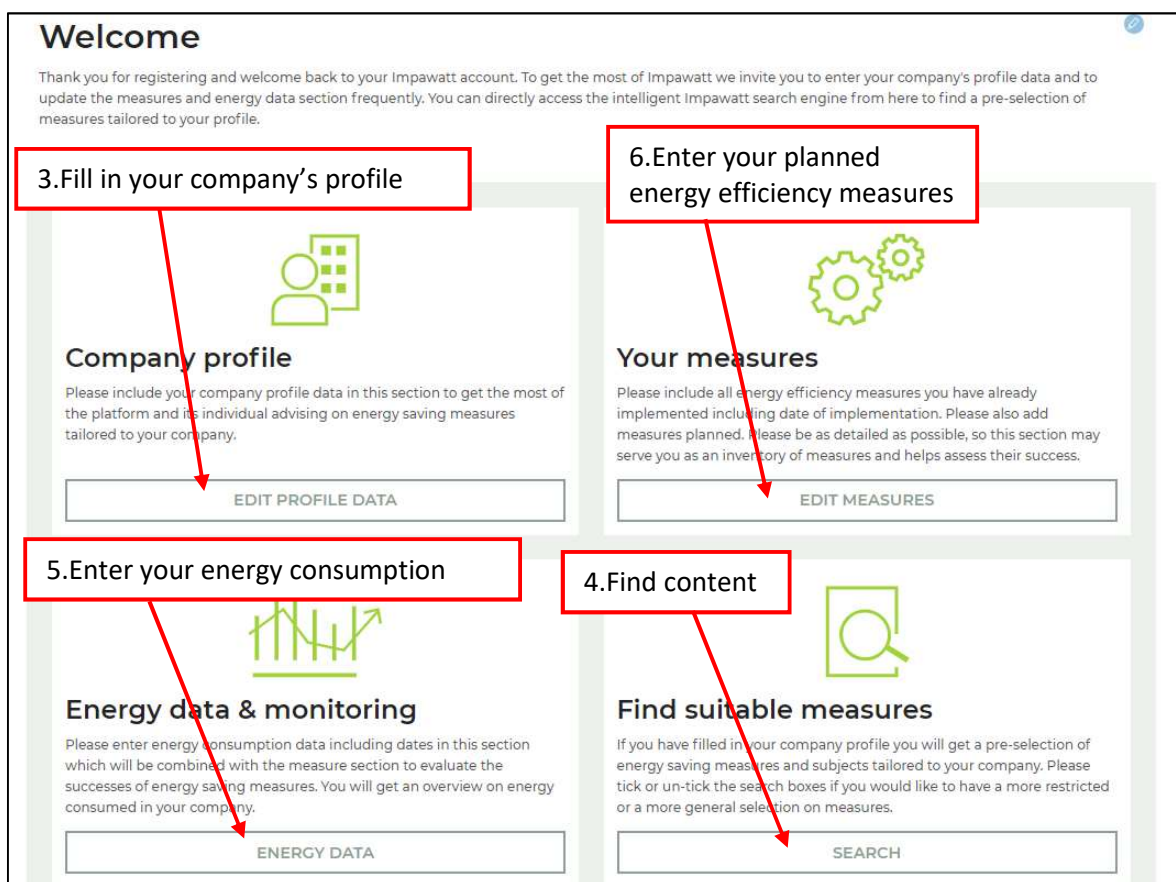 Welcome
Thank you for registering and welcome back to your Impawatt account. To get the most of Impawatt we invite you to enter your company's profile data and to
update the measures and energy data section frequently. You can directly access the intelligent Impawatt search engine from here to find a pre-selection of
measures tailored to your profile.
3.Fill in your company’s profile
6.Enter your planned
energy efficiency measures
Company profile
Please include your company profile data in this section to get the most of
the platform and its individual advising on energy saving measures
tailored to your company.
EDIT PROFILE DATA
Your measures
Please include all energy efficiency measures you have already
implemented including date of implementation. Please also add
measures planned. Please be as detailed as possible, so this section may
serve you as an inventory of measures and helps assess their success.
EDIT MEASURES
5.Enter your energy consumption
4.Find content
Energy data & monitoring
Please enter energy consumption data including dates in this section
which will be combined with the measure section to evaluate the
successes of energy saving measures. You will get an overview on energy
consumed in your company.
ENERGY DATA
Find suitable measures
If you have filled in your company profile you will get a pre-selection of
energy saving measures and subjects tailored to your company. Please
tick or un-tick the search boxes if you would like to have a more restricted
or a more general selection on measures.
SEARCH